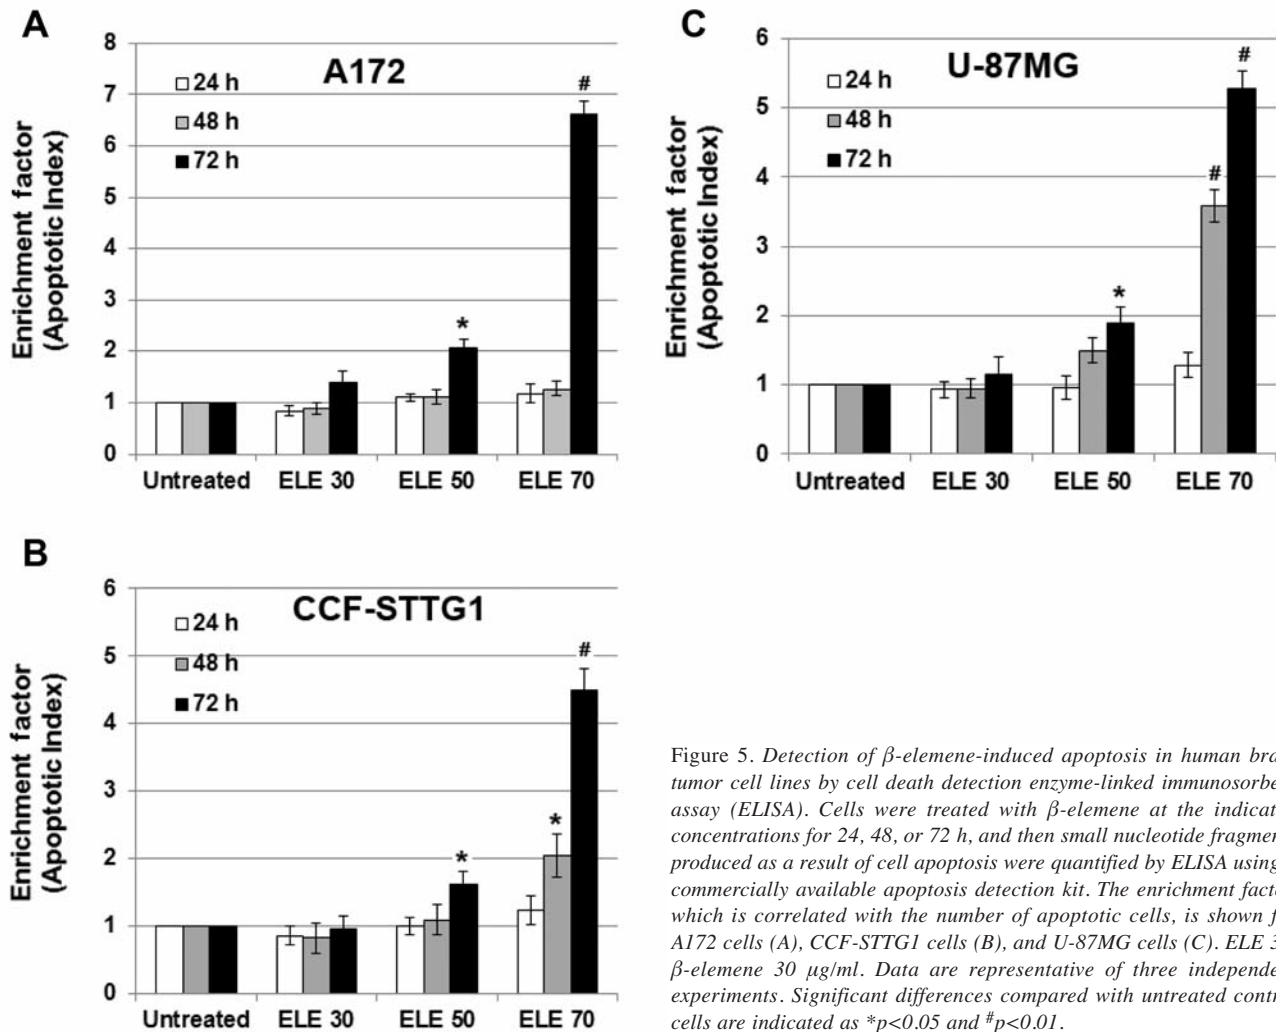 A
A172
24 h
48 h
72 h
Enrichment factor
(Apoptotic Index)
8
7
6
5
4
3
2
1
0
#
*
Untreated ELE 30 ELE 50 ELE 70
B
CCF-STTG1
24 h
48 h
72 h
Enrichment factor
(Apoptotic Index)
6
5
4
3
2
1
0
#
*
*
Untreated ELE 30 ELE 50 ELE 70
C
U-87MG
24 h
48 h
72 h
Enrichment factor
(Apoptotic Index)
6
5
4
3
2
1
0
#
#
*
Untreated ELE 30 ELE 50 ELE 70
Figure 5. Detection of β-elemene-induced apoptosis in human bra
tumor cell lines by cell death detection enzyme-linked immunosorbe
assay (ELISA). Cells were treated with β-elemene at the indicat
concentrations for 24, 48, or 72 h, and then small nucleotide fragmen
produced as a result of cell apoptosis were quantified by ELISA using
commercially available apoptosis detection kit. The enrichment facto
which is correlated with the number of apoptotic cells, is shown f
A172 cells (A), CCF-STTG1 cells (B), and U-87MG cells (C). ELE 3
β-elemene 30 μg/ml. Data are representative of three independe
experiments. Significant differences compared with untreated contr
cells are indicated as *p<0.05 and #p<0.01.